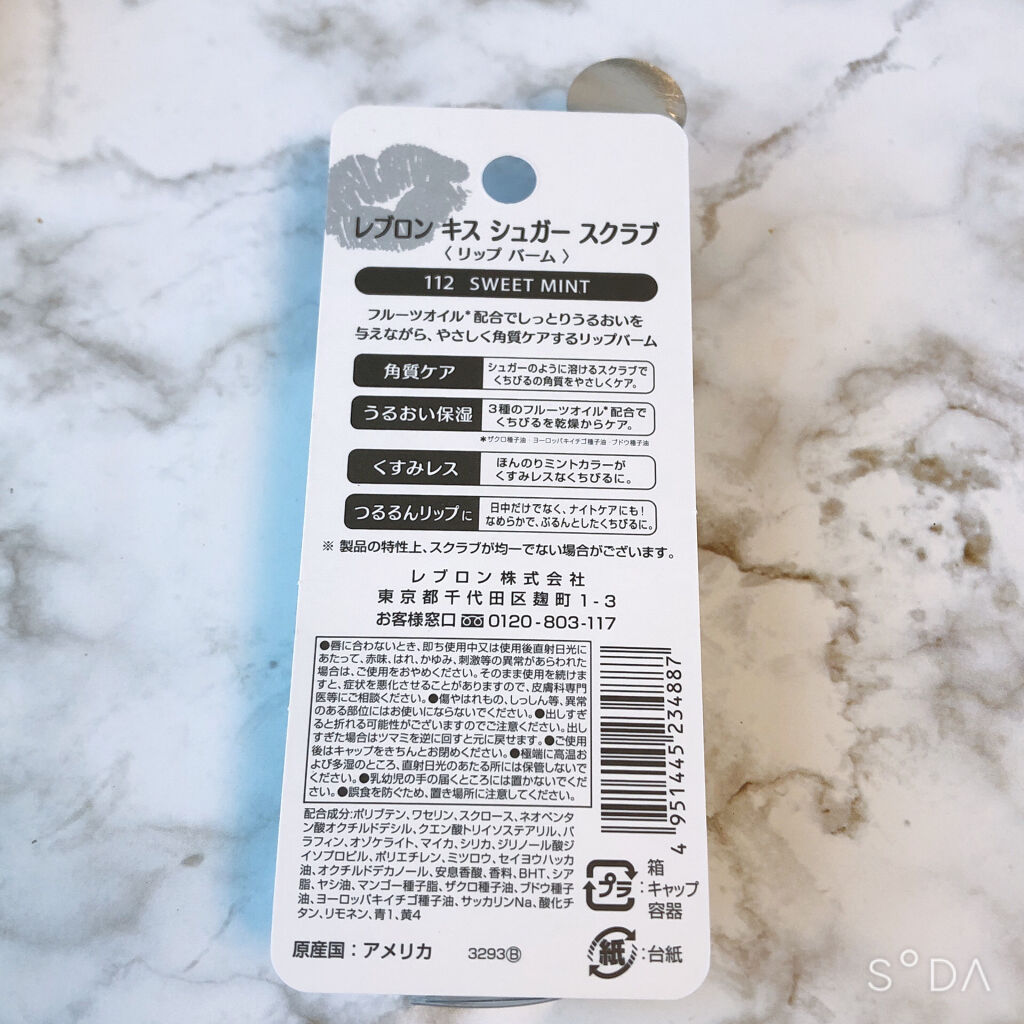 レブロン キス シュガー スクラブ
〈 リップ バーム 〉
112 SWEET MINT
フルーツオイル*配合でしっとりうるおいを
与えながら、やさしく角質ケアするリップバーム
角質ケア
シュガーのように溶けるスクラブで
くちびるの角質をやさしくケア。
うるおい保湿
3種のフルーツオイル*配合で
くちびるを乾燥からケア。
*ザクロ種子油・ヨーロッパキイチゴ種子油・ブドウ種子油
くすみレス
ほんのりミントカラーが
くすみレスなくちびるに。
つるるんリップに
日中だけでなく、ナイトケアにも!
なめらかで、ぷるんとしたくちびるに。
※ 製品の特性上、スクラブが均一でない場合がございます。
レブロン株式会社
東京都千代田区麹町1-3
お客様窓口 0120-803-117
●唇に合わないとき、即ち使用中又は使用後直射日光に
あたって、赤味、はれ、かゆみ、刺激等の異常があらわれた
場合は、ご使用をおやめください。そのまま使用を続けま
すと、症状を悪化させることがありますので、皮膚科専門
医等にご相談ください。●傷やはれもの、しっしん等、異常
のある部位にはお使いにならないでください。●出しすぎ
ると折れる可能性がございますのでご注意ください。出し
すぎた場合はツマミを逆に回すと元に戻せます。●ご使用
後はキャップをきちんとお閉めください。●極端に高温お
よび多湿のところ、直射日光のあたる所には保管しないで
ください。●乳幼児の手の届くところには置かないでくだ
さい。●誤食を防ぐため、置き場所に注意してください。
4951445234887
配合成分:ポリブテン、ワセリン、スクロース、ネオペンタ
ン酸オクチルドデシル、クエン酸トリイソステアリル、パ
ラフィン、オゾケライト、マイカ、シリカ、ジリノール酸ジ
イソプロピル、ポリエチレン、ミツロウ、セイヨウハッカ
油、オクチルドデカノール、安息香酸、香料、BHT、シア
脂、ヤシ油、マンゴー種子脂、ザクロ種子油、ブドウ種子
油、ヨーロッパキイチゴ種子油、サッカリンNa、酸化チ
タン、リモネン、青1、黄4
プラ:
箱
キャップ
容器
原産国:アメリカ 3293Ⓑ
紙:台紙
SODA